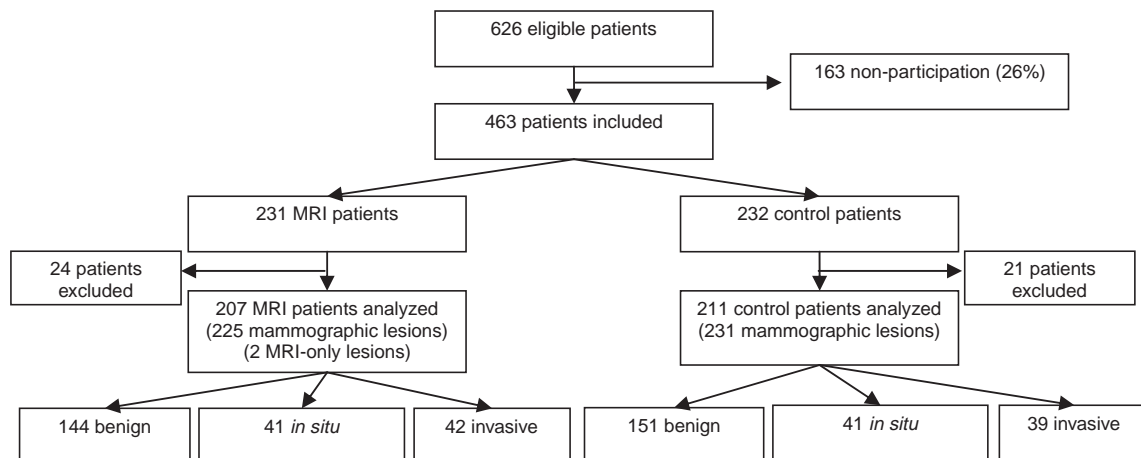 626 eligible patients
163 non-participation (26%)
463 patients included
231 MRI patients
232 control patients
24 patients
excluded
21 patients
excluded
207 MRI patients analyzed
(225 mammographic lesions)
(2 MRI-only lesions)
211 control patients analyzed
(231 mammographic lesions)
144 benign
41 in situ
42 invasive
151 benign
41 in situ
39 invasive